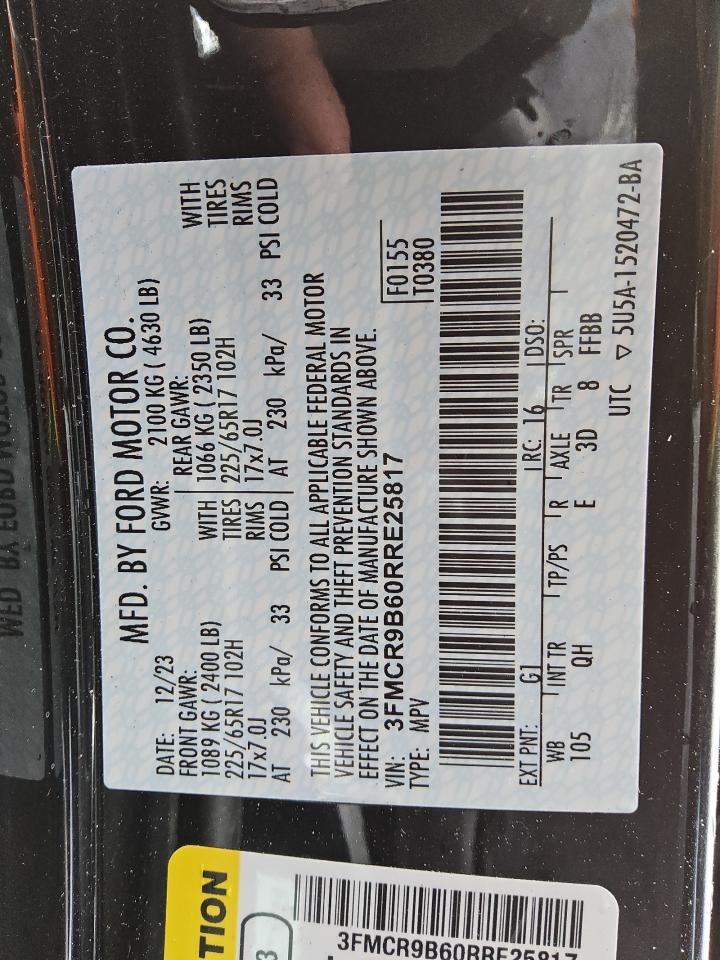 MFD. BY FORD MOTOR CO.
DATE: 12/23 GVWR: 2100 KG ( 4630 LB)
FRONT GAWR: REAR GAWR:
1089 KG ( 2400 LB) WITH 1066 KG ( 2350 LB) WITH
225/65R17 102H TIRES 225/65R17 102H TIRES
17x7.0J RIMS 17x7.0J RIMS
AT 230 kPa/ 33 PSI COLD AT 230 kPa/ 33 PSI COLD
THIS VEHICLE CONFORMS TO ALL APPLICABLE FEDERAL MOTOR
VEHICLE SAFETY AND THEFT PREVENTION STANDARDS IN
EFFECT ON THE DATE OF MANUFACTURE SHOWN ABOVE.
VIN: 3FMCR9B60RRE25817 F0155
TYPE: MPV T0380
EXT PNT: G1 RC: 16 DSO:
WB INT TR TP/PS R AXLE TR SPR
105 QH E 3D 8 FFBB
UTC ▽ 5U5A-1520472-BA
TION
3
3FMCR9B60RRE25817